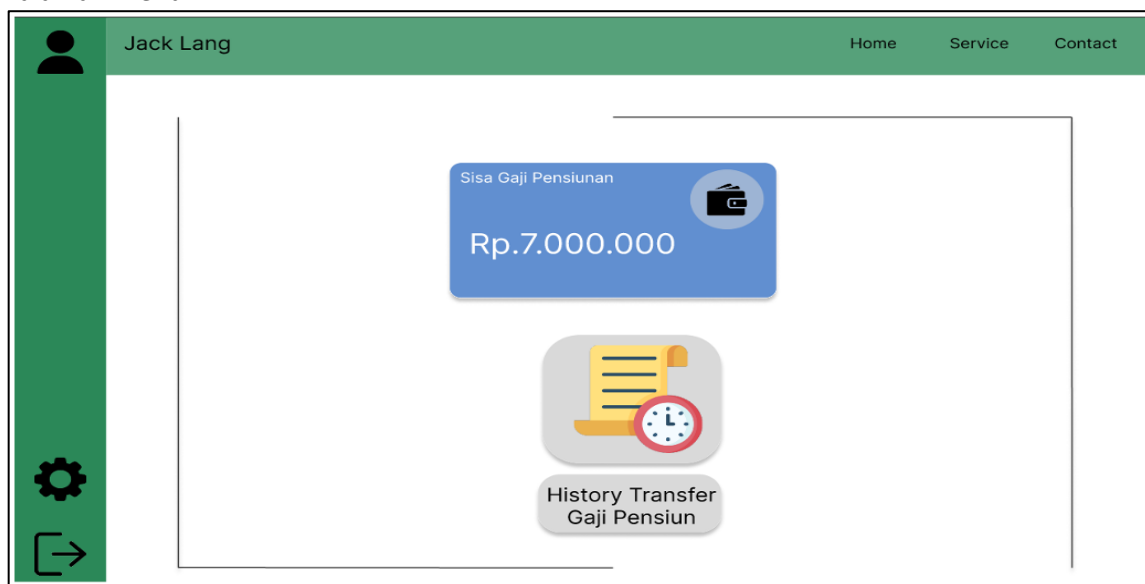 Jack Lang
Home
Service
Contact
Sisa Gaji Pensiunan
Rp.7.000.000
History Transfer
Gaji Pensiun